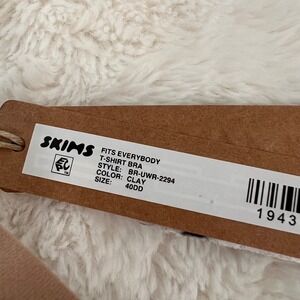 SKIMS
FITS EVERYBODY
T-SHIRT BRA
STYLE: BR-UWR-2294
COLOR: CLAY
SIZE: 40DD
1943